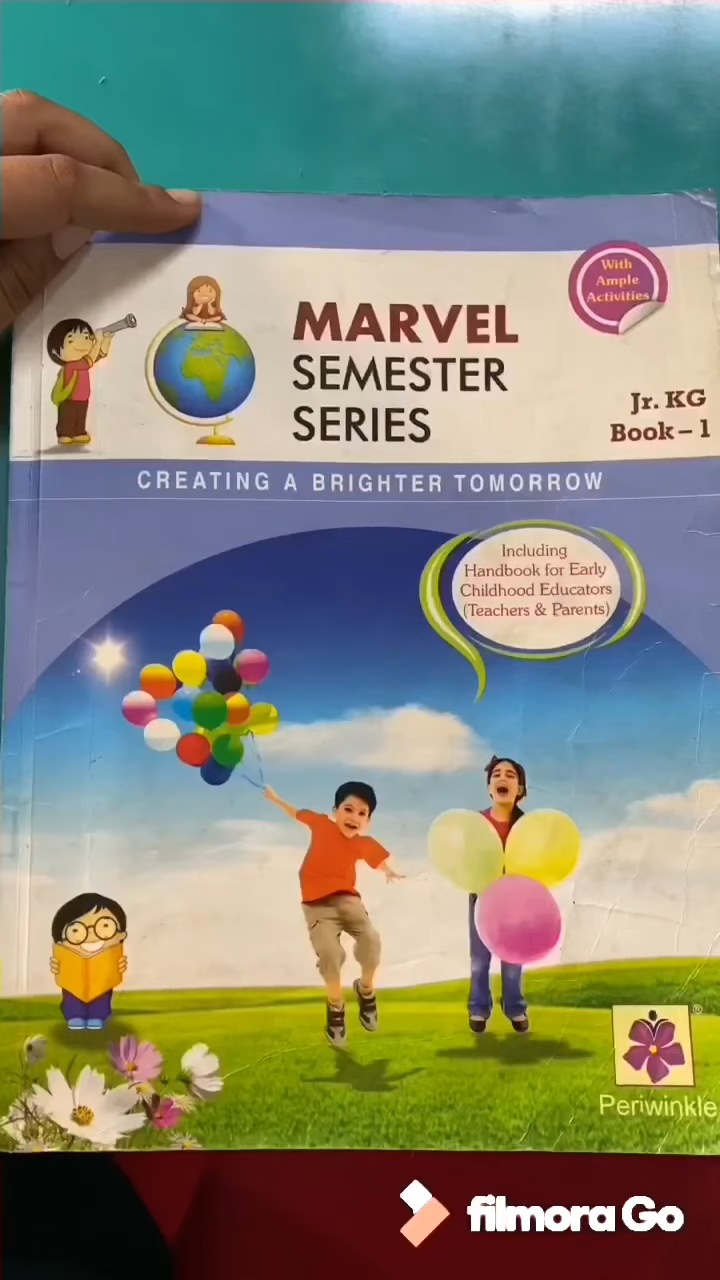 With
Ample
Activities
MARVEL
SEMESTER
SERIES
Jr. KG
Book – 1
CREATING A BRIGHTER TOMORROW
Including
Handbook for Early
Childhood Educators
(Teachers & Parents)
®
Periwinkle
filmora Go